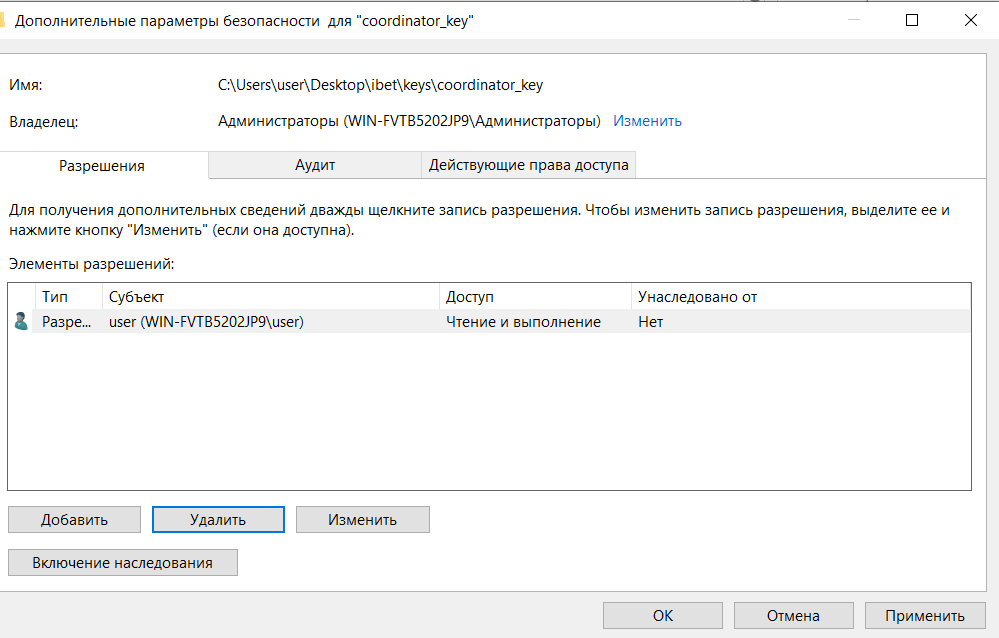 Дополнительные параметры безопасности для "coordinator_key"
Имя: C:\Users\user\Desktop\ibet\keys\coordinator_key
Владелец: Администраторы (WIN-FVTB5202JP9\Администраторы) Изменить
Разрешения Аудит Действующие права доступа
Для получения дополнительных сведений дважды щелкните запись разрешения. Чтобы изменить запись разрешения, выделите ее и
нажмите кнопку "Изменить" (если она доступна).
Элементы разрешений:
Тип Субъект Доступ Унаследовано от
Разре... user (WIN-FVTB5202JP9\user) Чтение и выполнение Нет
Добавить Удалить Изменить
Включение наследования
ОК Отмена Применить